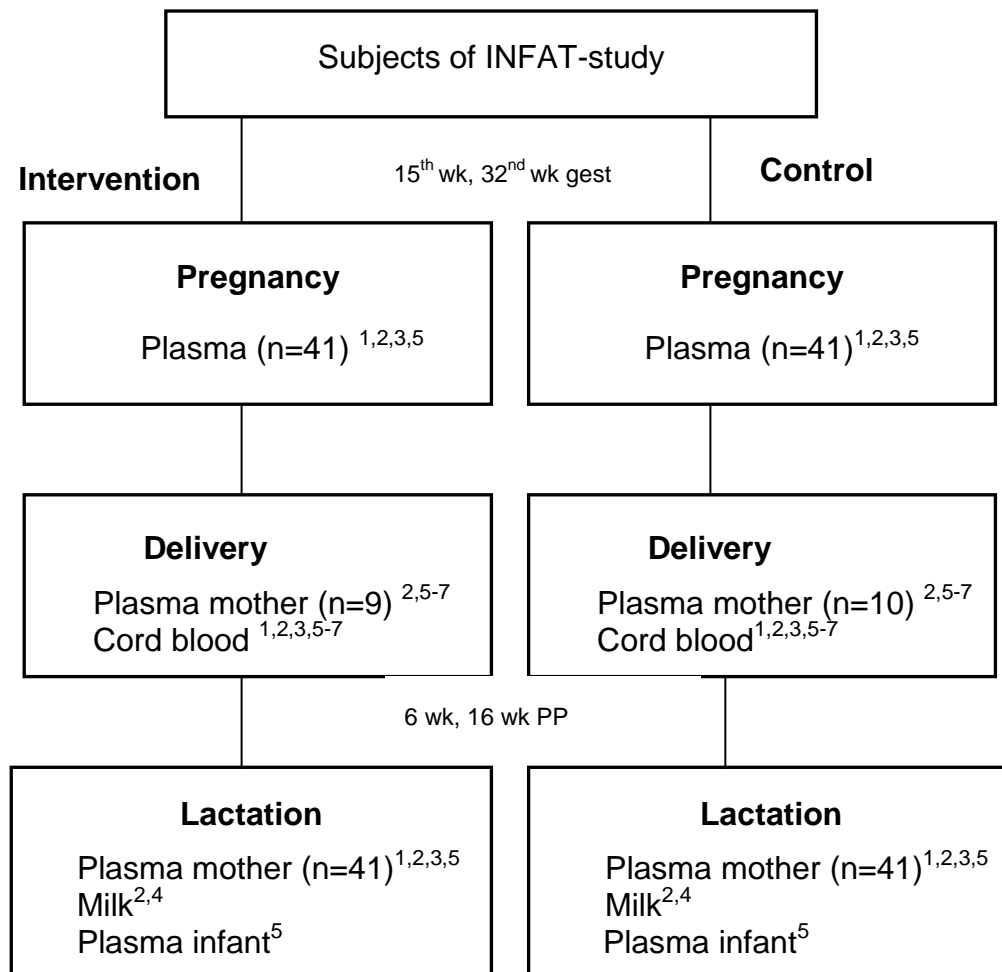 Subjects of INFAT-study
Intervention
15th wk, 32nd wk gest
Control
Pregnancy
Plasma (n=41) 1,2,3,5
Pregnancy
Plasma (n=41)1,2,3,5
Delivery
Plasma mother (n=9) 2,5-7
Cord blood 1,2,3,5-7
Delivery
Plasma mother (n=10) 2,5-7
Cord blood1,2,3,5-7
6 wk, 16 wk PP
Lactation
Plasma mother (n=41)1,2,3,5
Milk2,4
Plasma infant5
Lactation
Plasma mother (n=41)1,2,3,5
Milk2,4
Plasma infant5